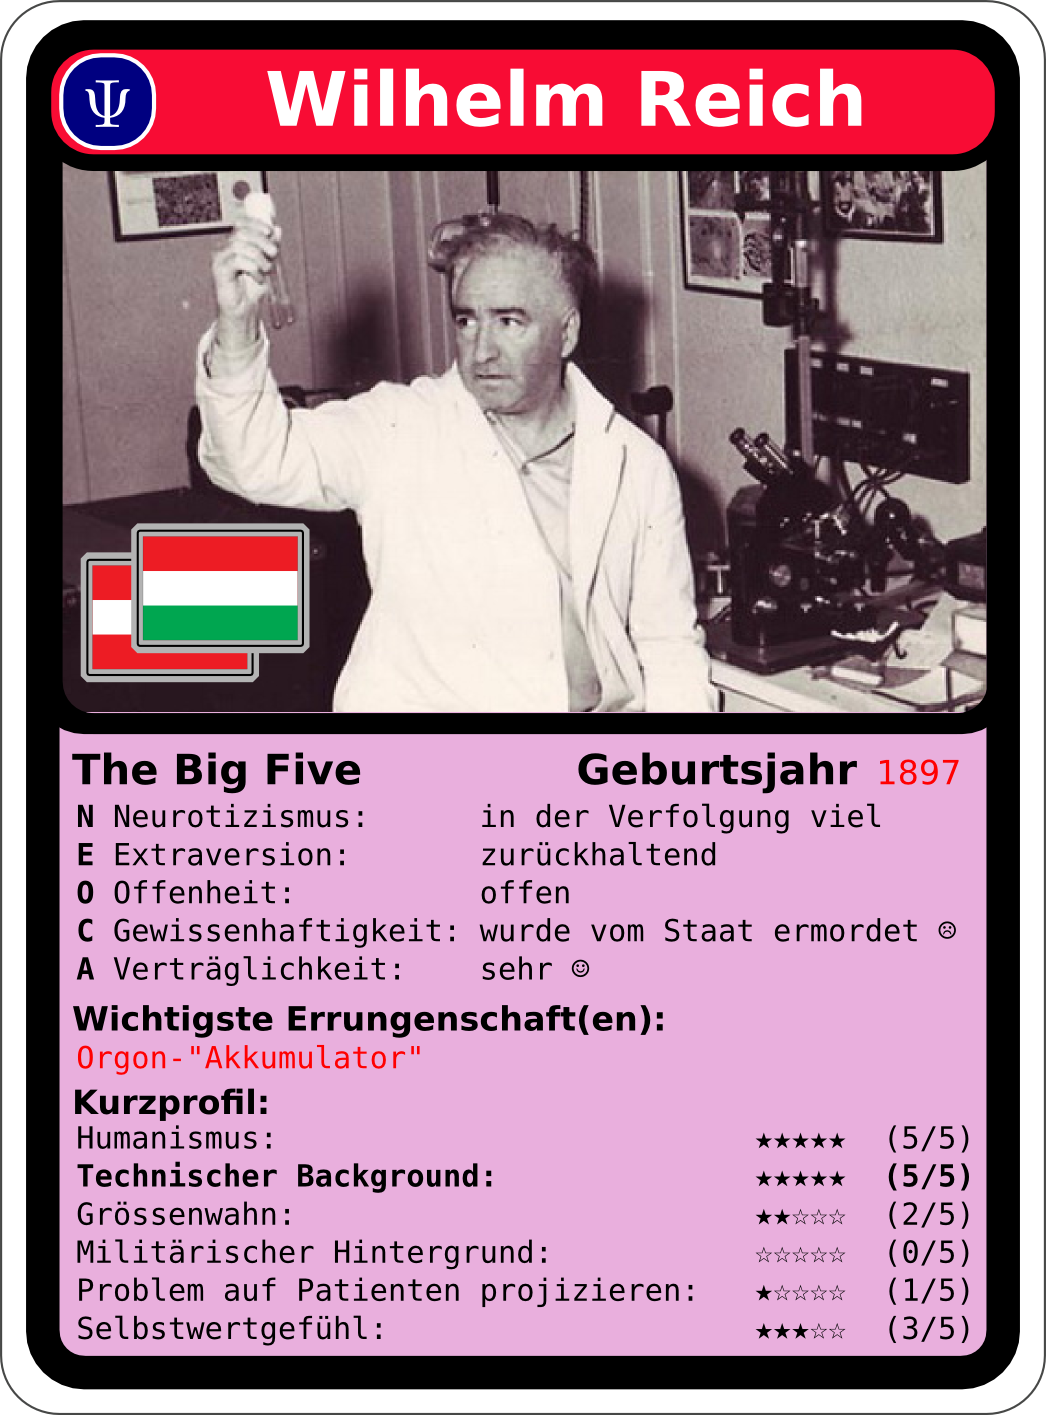 Ψ Wilhelm Reich
The Big Five Geburtsjahr 1897
N Neurotizismus: in der Verfolgung viel
E Extraversion: zurückhaltend
O Offenheit: offen
C Gewissenhaftigkeit: wurde vom Staat ermordet ☹
A Verträglichkeit: sehr ☺
Wichtigste Errungenschaft(en):
Orgon-"Akkumulator"
Kurzprofil:
Humanismus: ★★★★★ (5/5)
Technischer Background: ★★★★★ (5/5)
Grössenwahn: ★★☆☆☆ (2/5)
Militärischer Hintergrund: ☆☆☆☆☆ (0/5)
Problem auf Patienten projizieren: ★☆☆☆☆ (1/5)
Selbstwertgefühl: ★★★☆☆ (3/5)